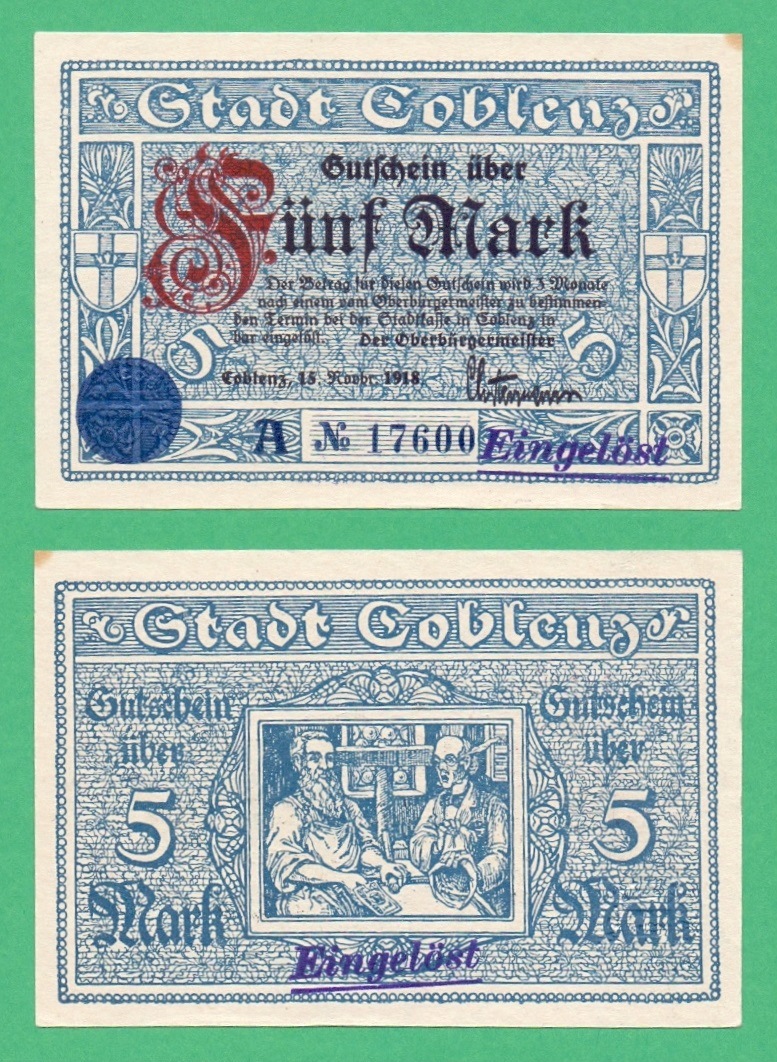 Stadt Coblenz
Gutschein über
Fünf Mark
Der Betrag für diesen Gutschein wird 3 Monate
nach einem vom Oberbürgermeister zu bestimmen-
den Termin bei der Stadtkasse in Coblenz in
bar eingelöst. Der Oberbürgermeister
5 5
Coblenz, 15. Novbr. 1918.
A № 17600
Eingelöst
Stadt Coblenz
Gutschein über 5 Mark
Gutschein über 5 Mark
Eingelöst